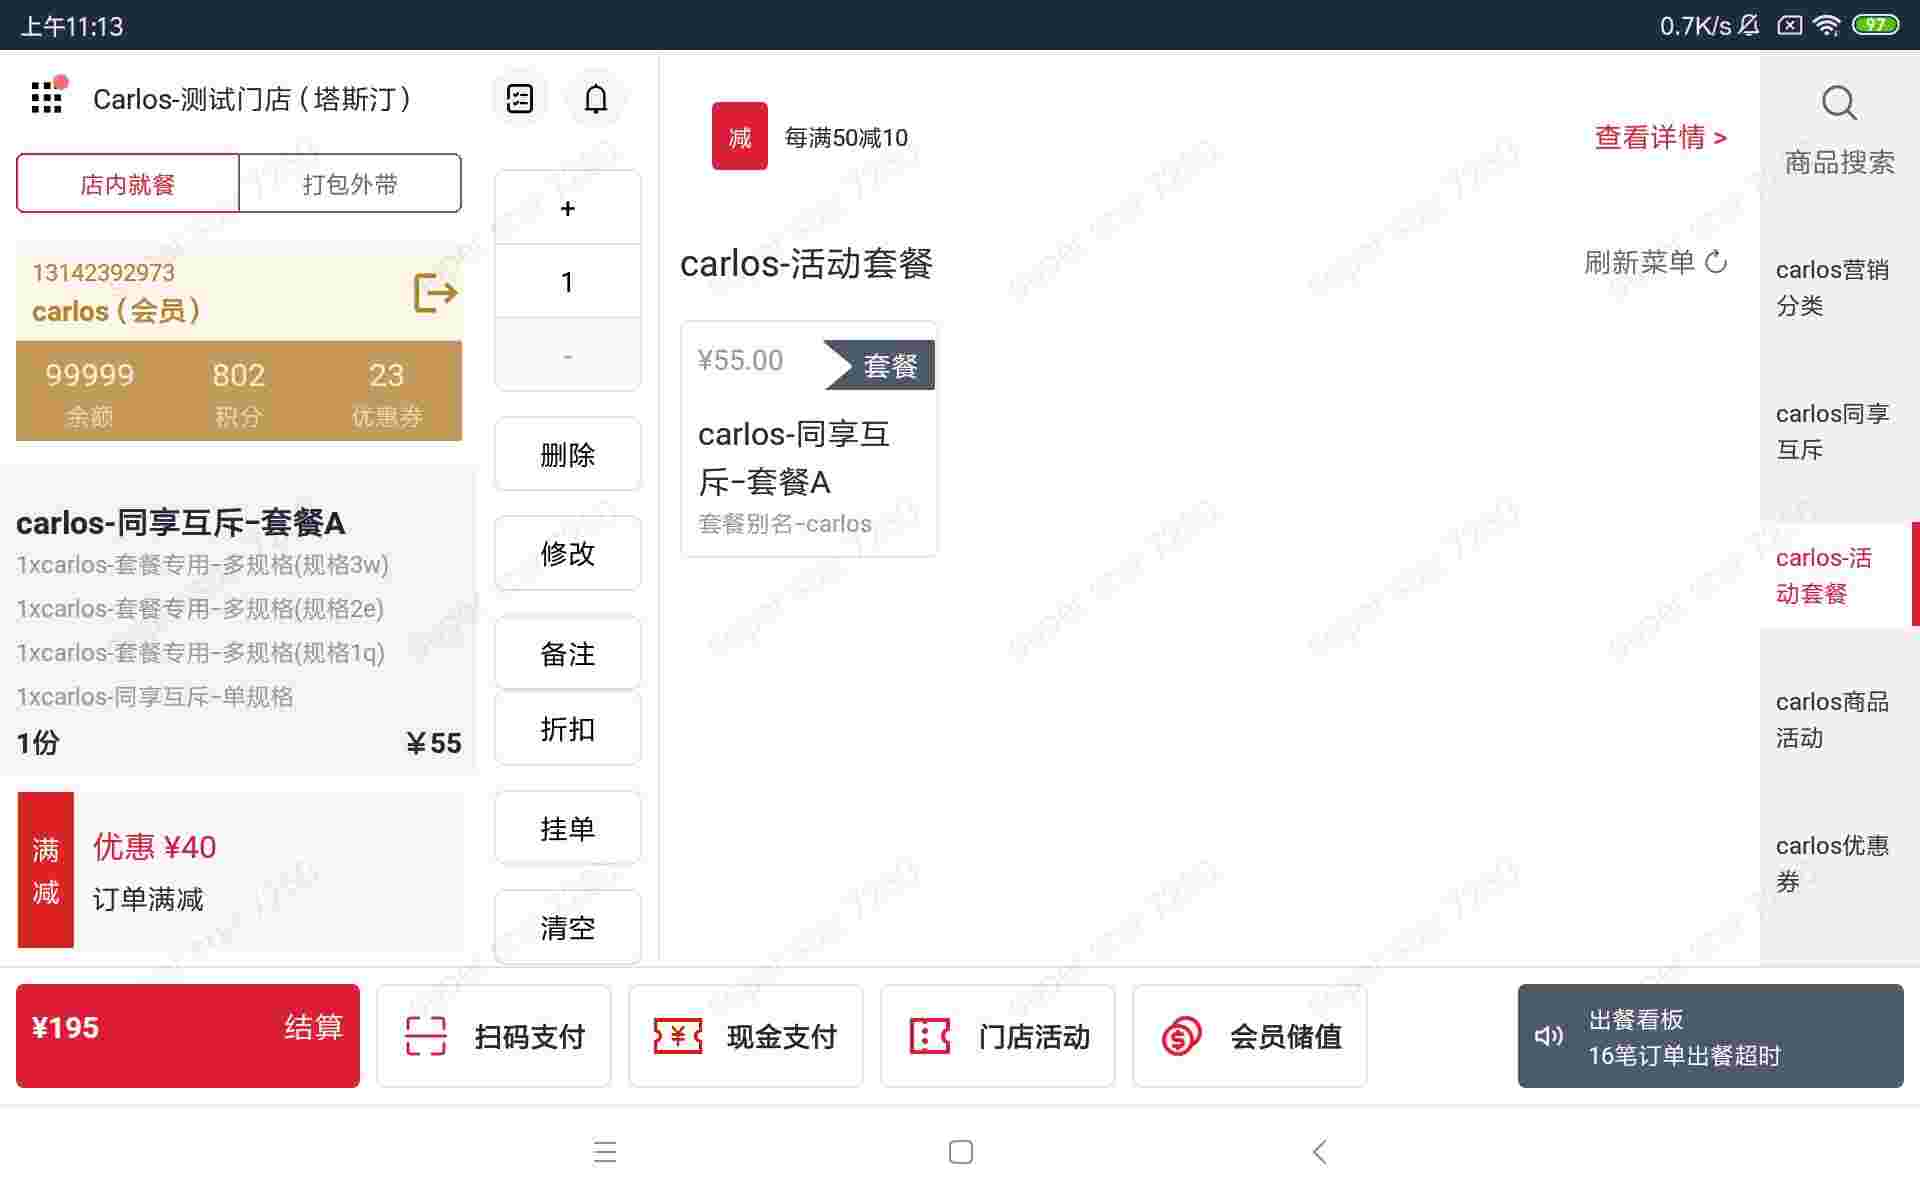 上午11:13
0.7K/s
97
Carlos-测试门店（塔斯汀）
店内就餐
打包外带
13142392973
carlos（会员）
99999
802
23
余额
积分
优惠券
carlos-同享互斥-套餐A
1xcarlos-套餐专用-多规格(规格3w)
1xcarlos-套餐专用-多规格(规格2e)
1xcarlos-套餐专用-多规格(规格1q)
1xcarlos-同享互斥-单规格
1份
￥55
满减
优惠 ¥40
订单满减
+
1
-
删除
修改
备注
折扣
挂单
清空
减
每满50减10
查看详情 >
carlos-活动套餐
刷新菜单
¥55.00
套餐
carlos-同享互
斥-套餐A
套餐别名-carlos
商品搜索
carlos营销
分类
carlos同享
互斥
carlos-活
动套餐
carlos商品
活动
carlos优惠
券
¥195
结算
扫码支付
现金支付
门店活动
会员储值
出餐看板
16笔订单出餐超时